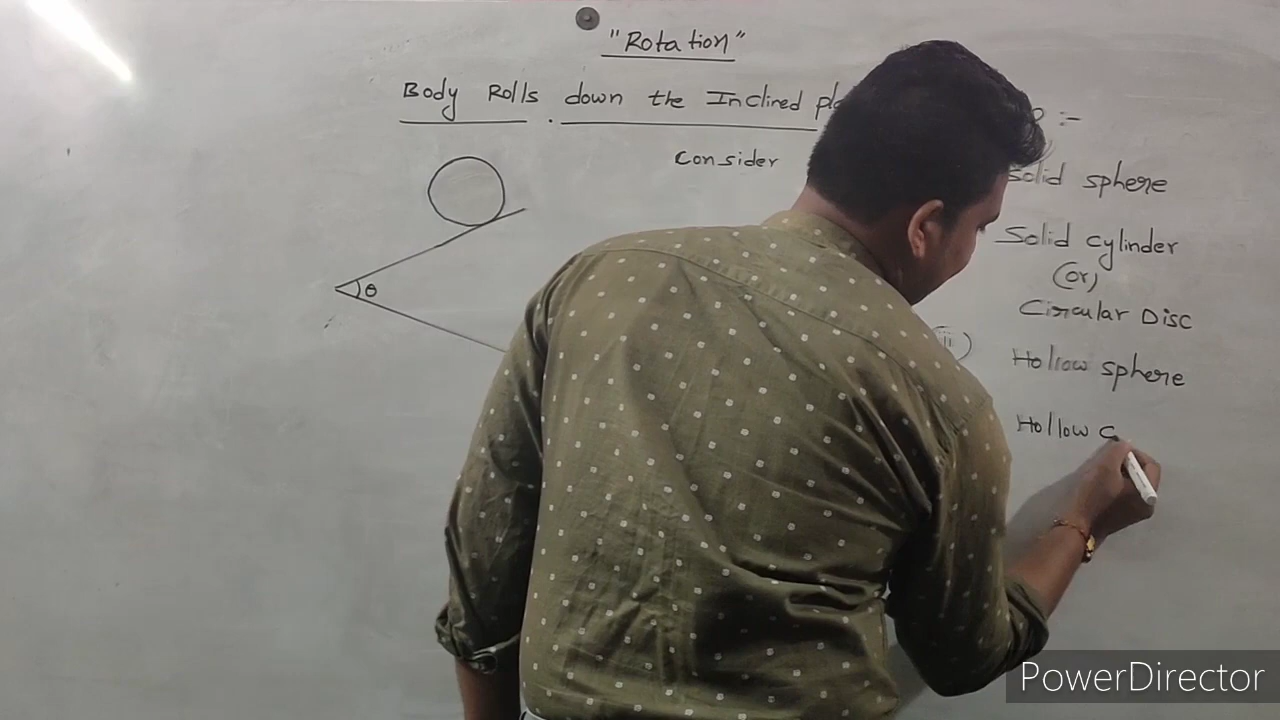 "Rotation"
Body Rolls down the Inclined
Consider
Solid sphere
Solid cylinder
(or)
Circular Disc
Hollow sphere
Hollow c
θ
PowerDirector